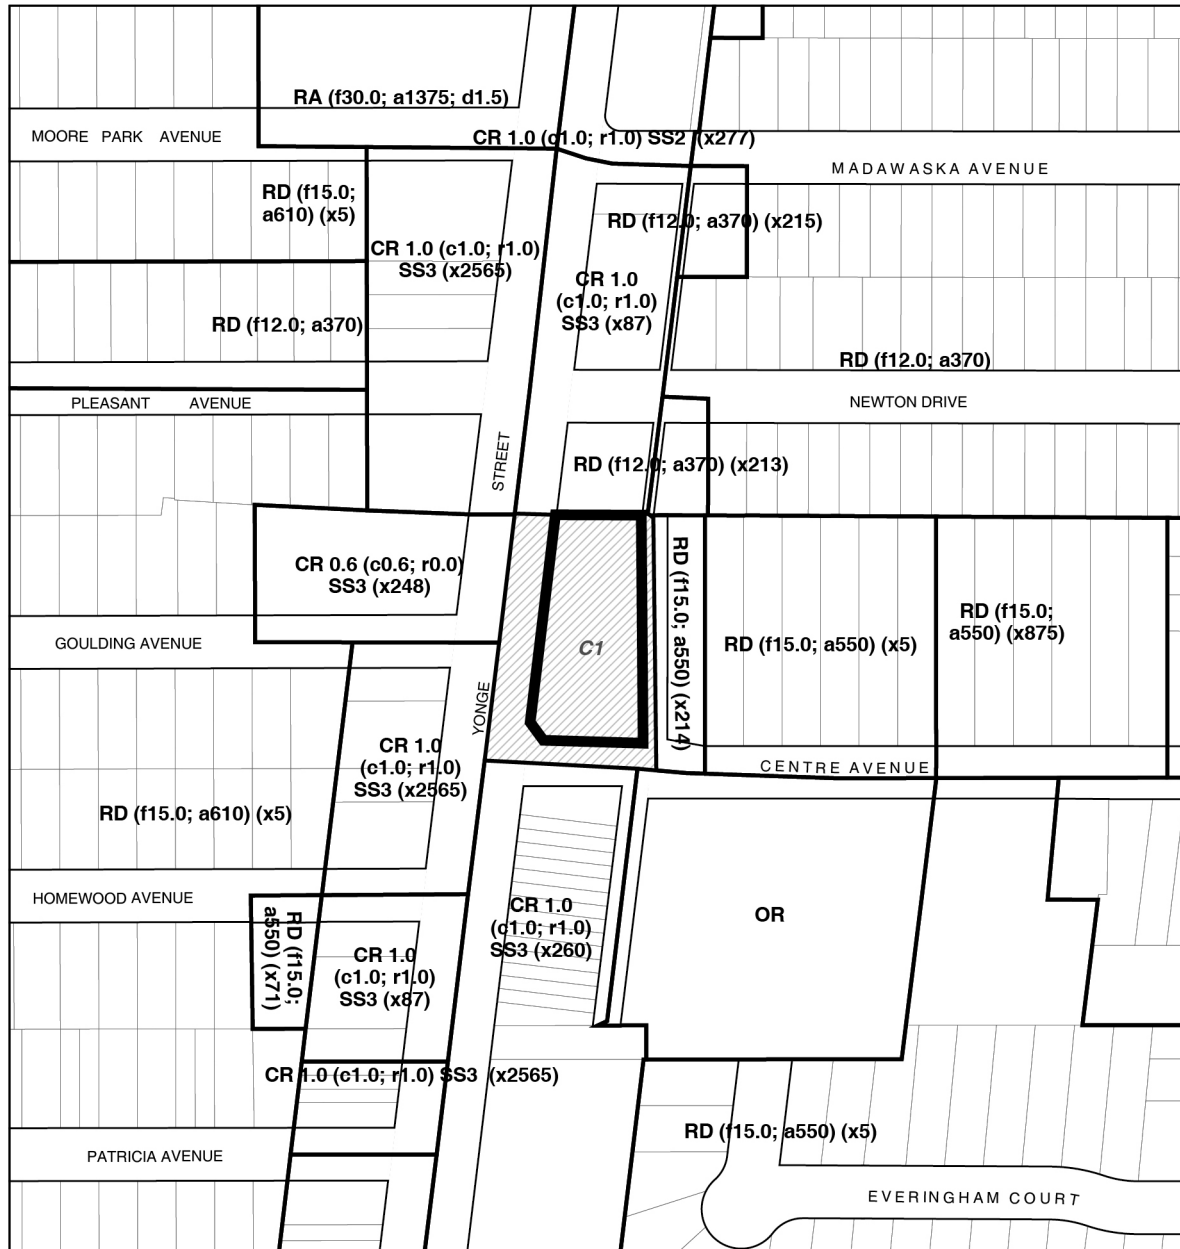 RA (f30.0; a1375; d1.5)
MOORE PARK AVENUE
CR 1.0 (c1.0; r1.0) SS2 (x277)
MADAWASKA AVENUE
RD (f15.0;
a610) (x5)
RD (f12.0; a370) (x215)
CR 1.0 (c1.0; r1.0)
SS3 (x2565)
CR 1.0
(c1.0; r1.0)
SS3 (x87)
RD (f12.0; a370)
RD (f12.0; a370)
PLEASANT AVENUE
NEWTON DRIVE
STREET
RD (f12.0; a370) (x213)
CR 0.6 (c0.6; r0.0)
SS3 (x248)
RD (f15.0; a550) (x214)
RD (f15.0;
a550) (x875)
GOULDING AVENUE
C1
RD (f15.0; a550) (x5)
YONGE
CR 1.0
(c1.0; r1.0)
SS3 (x2565)
CENTRE AVENUE
RD (f15.0; a610) (x5)
HOMEWOOD AVENUE
CR 1.0
(c1.0; r1.0)
SS3 (x260)
OR
RD (f15.0;
a550) (x71)
CR 1.0
(c1.0; r1.0)
SS3 (x87)
CR 1.0 (c1.0; r1.0) SS3 (x2565)
RD (f15.0; a550) (x5)
PATRICIA AVENUE
EVERINGHAM COURT